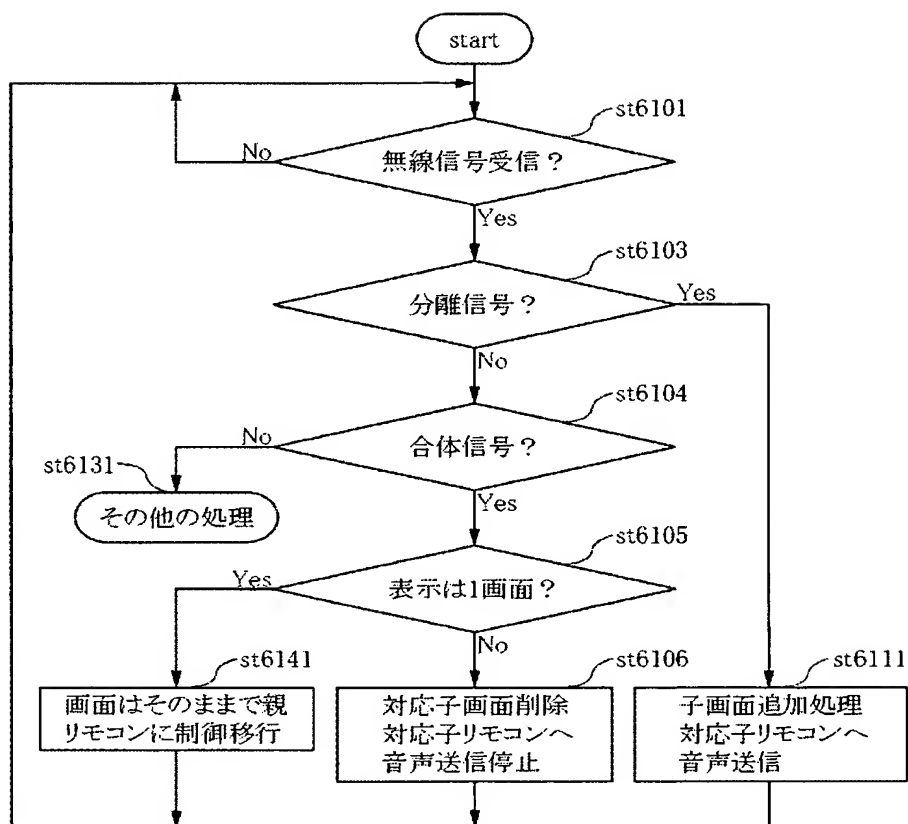 start
st6101
無線信号受信？
No
Yes
st6103
分離信号？
Yes
No
st6104
合体信号？
No
Yes
st6131
その他の処理
st6105
表示は1画面？
Yes
No
st6141
画面はそのままで親
リモコンに制御移行
st6106
対応子画面削除
対応子リモコンへ
音声送信停止
st6111
子画面追加処理
対応子リモコンへ
音声送信